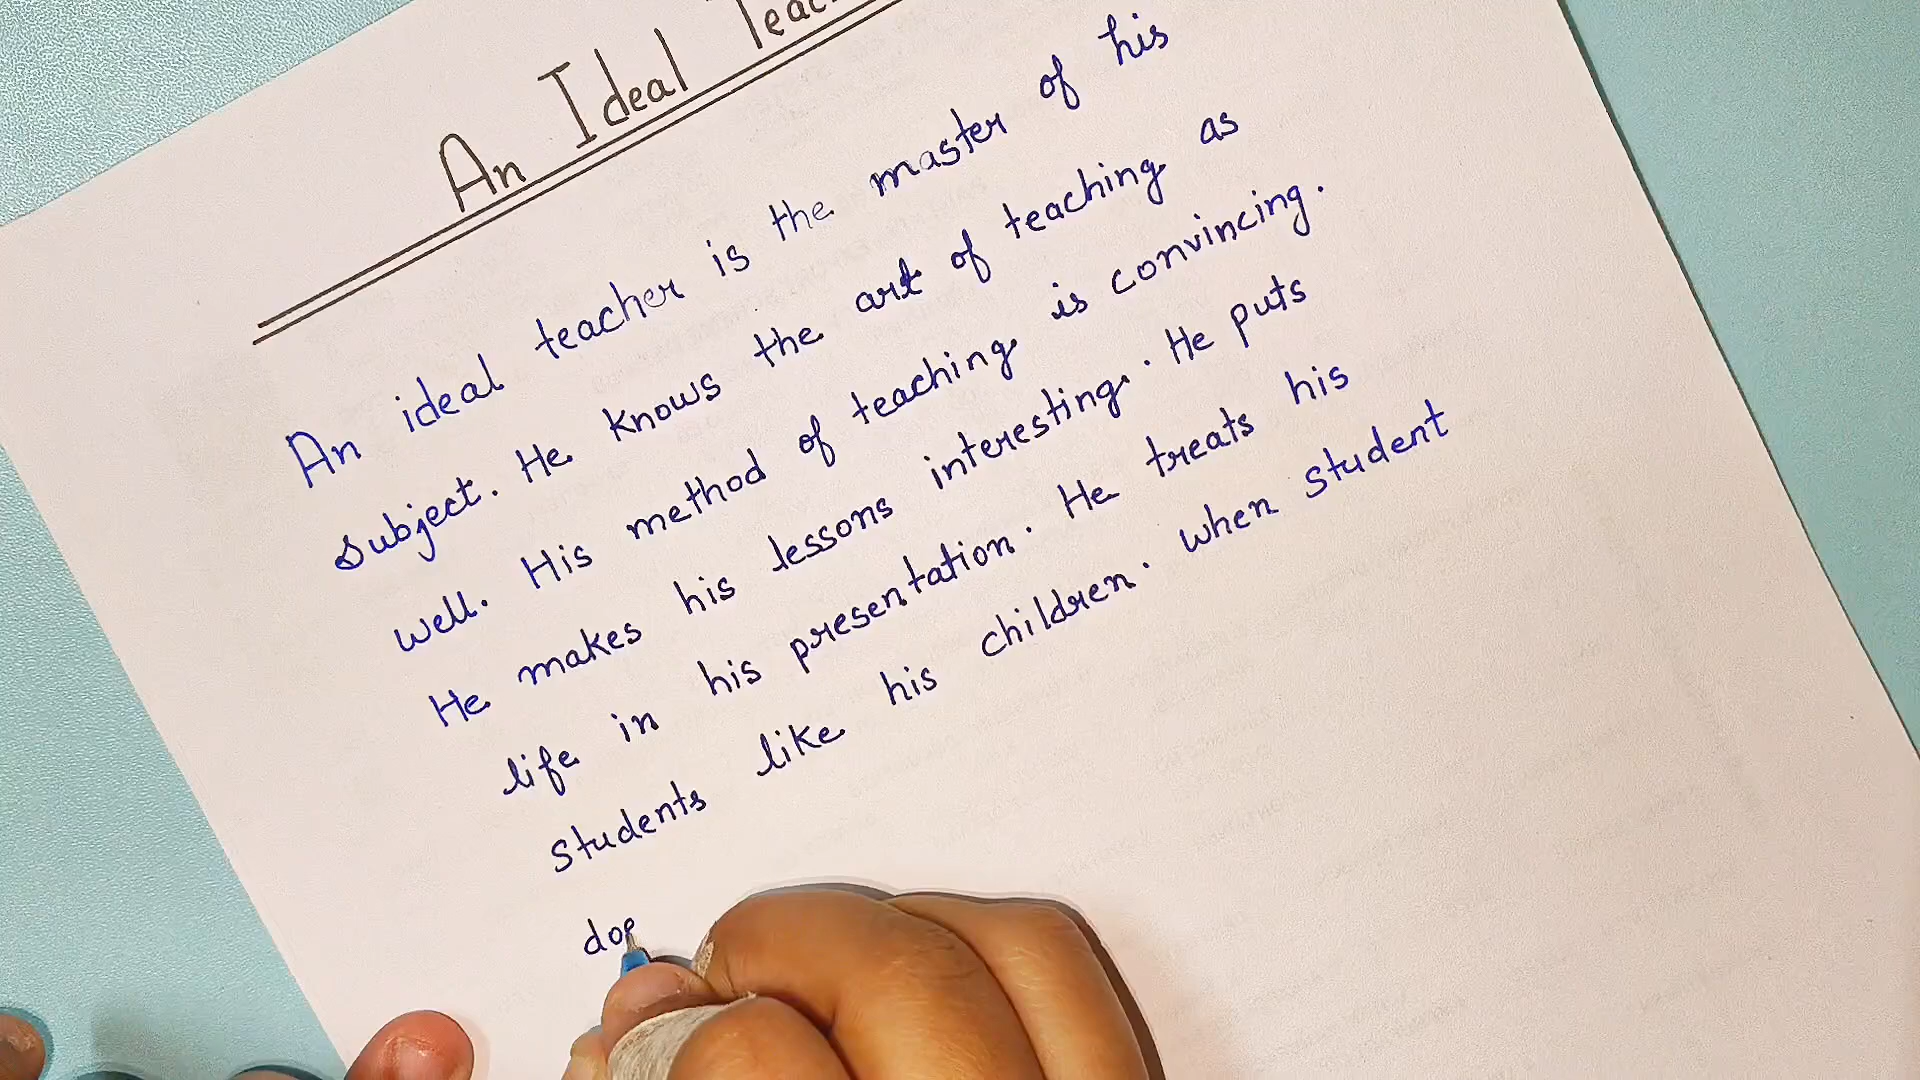 An Ideal
An ideal teacher is the master of his
subject. He knows the art of teaching as
well. His method of teaching is convincing.
He makes his lessons interesting. He puts
life in his presentation. He treats his
students like his children. when student